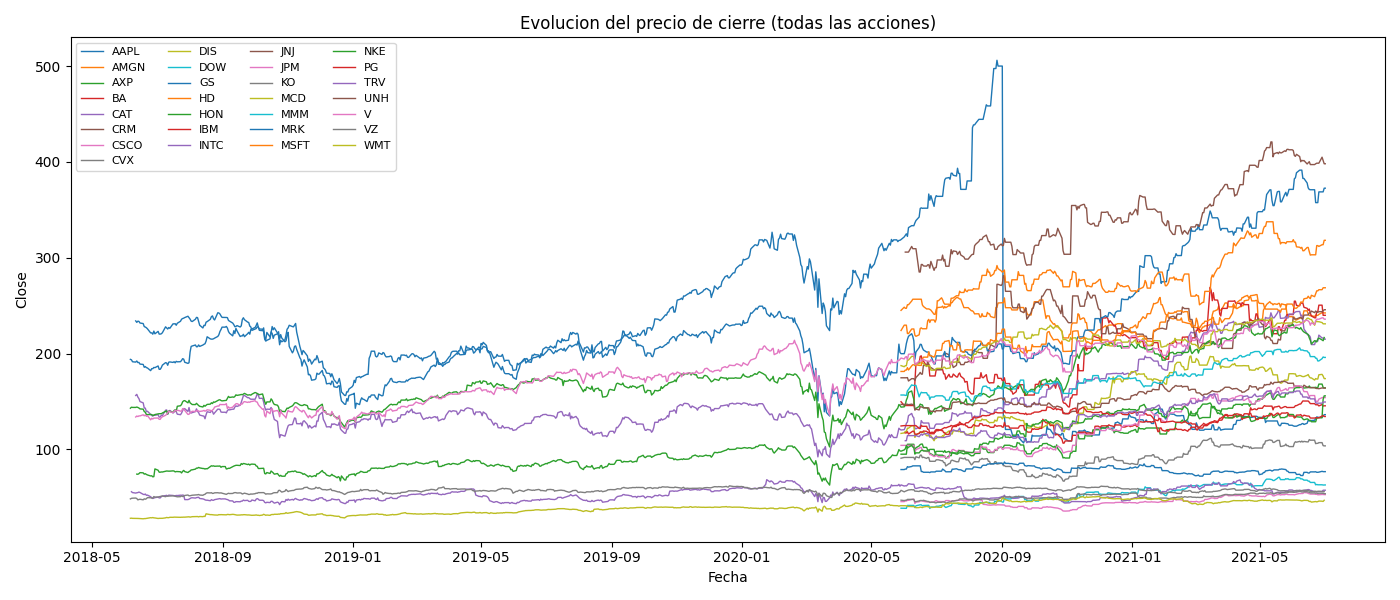 Evolucion del precio de cierre (todas las acciones)
AAPL
AMGN
AXP
BA
CAT
CRM
CSCO
CVX
DIS
DOW
GS
HD
HON
IBM
INTC
JNJ
JPM
KO
MCD
MMM
MRK
MSFT
NKE
PG
TRV
UNH
V
VZ
WMT
Close
500
400
300
200
100
2018-05 2018-09 2019-01 2019-05 2019-09 2020-01 2020-05 2020-09 2021-01 2021-05
Fecha